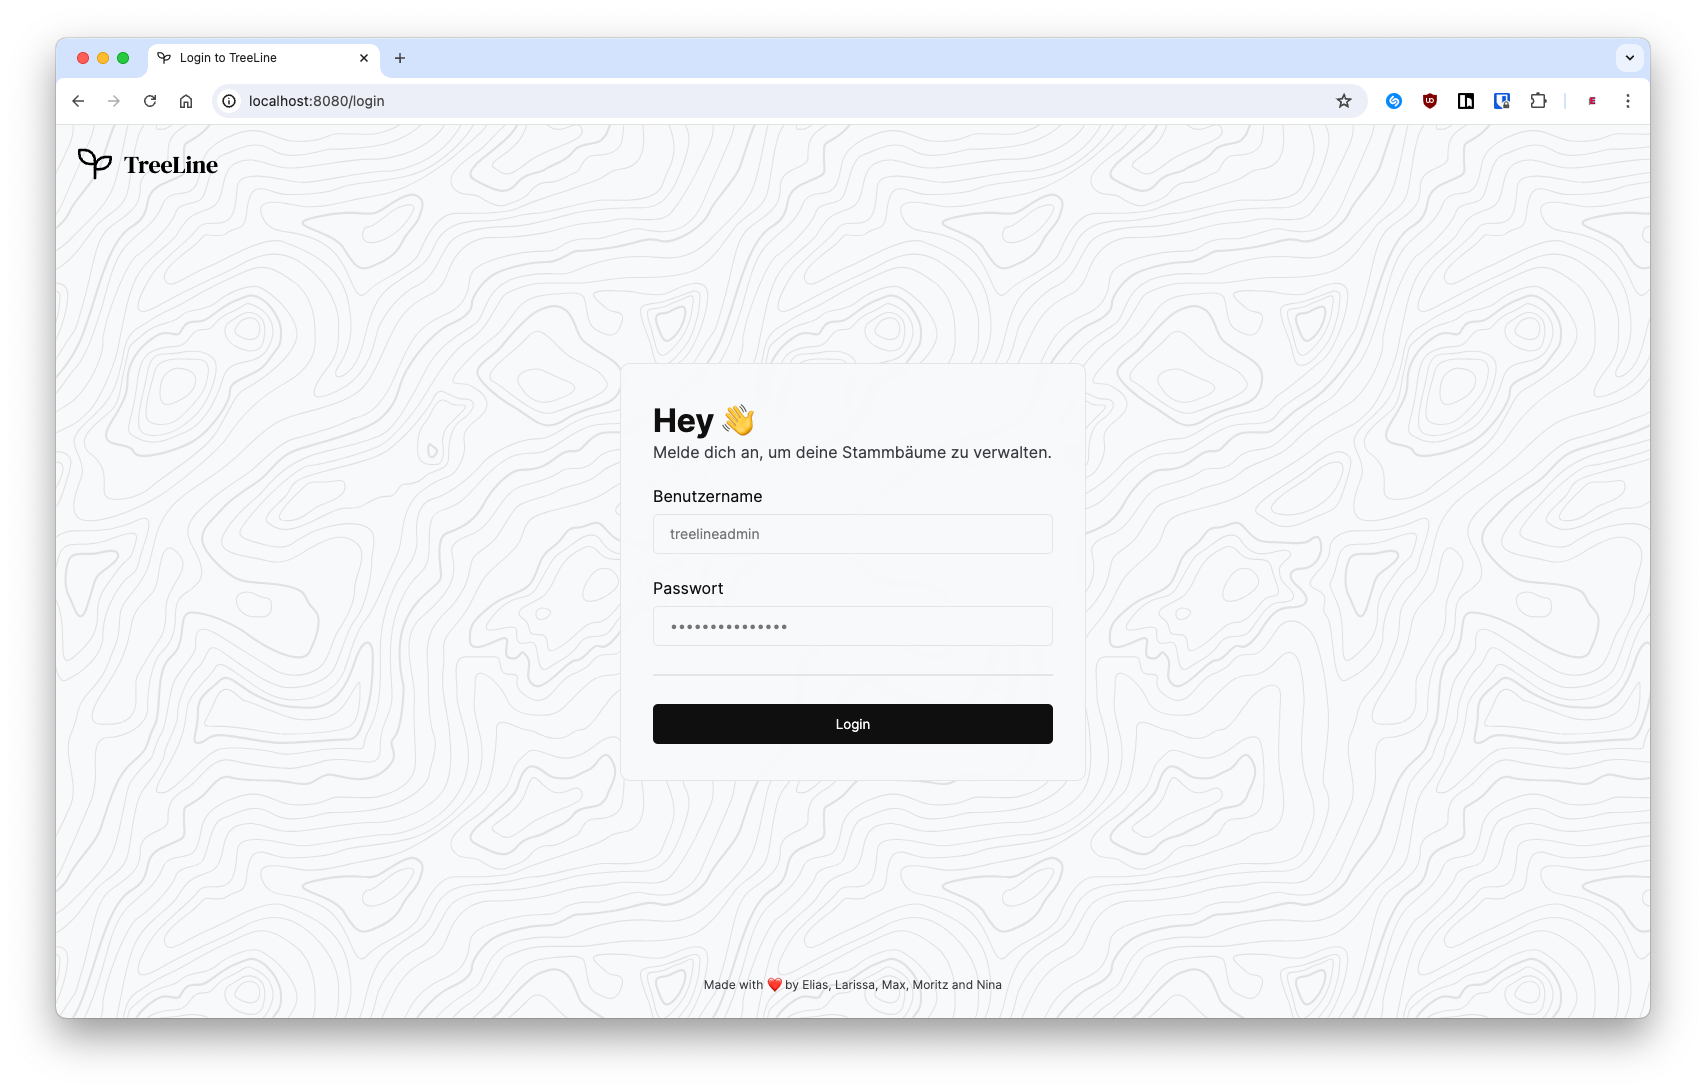 Login to TreeLine
localhost:8080/login
TreeLine
Hey 👋
Melde dich an, um deine Stammbäume zu verwalten.
Benutzername
treelineadmin
Passwort
•••••••••••••••
Login
Made with ❤️ by Elias, Larissa, Max, Moritz and Nina